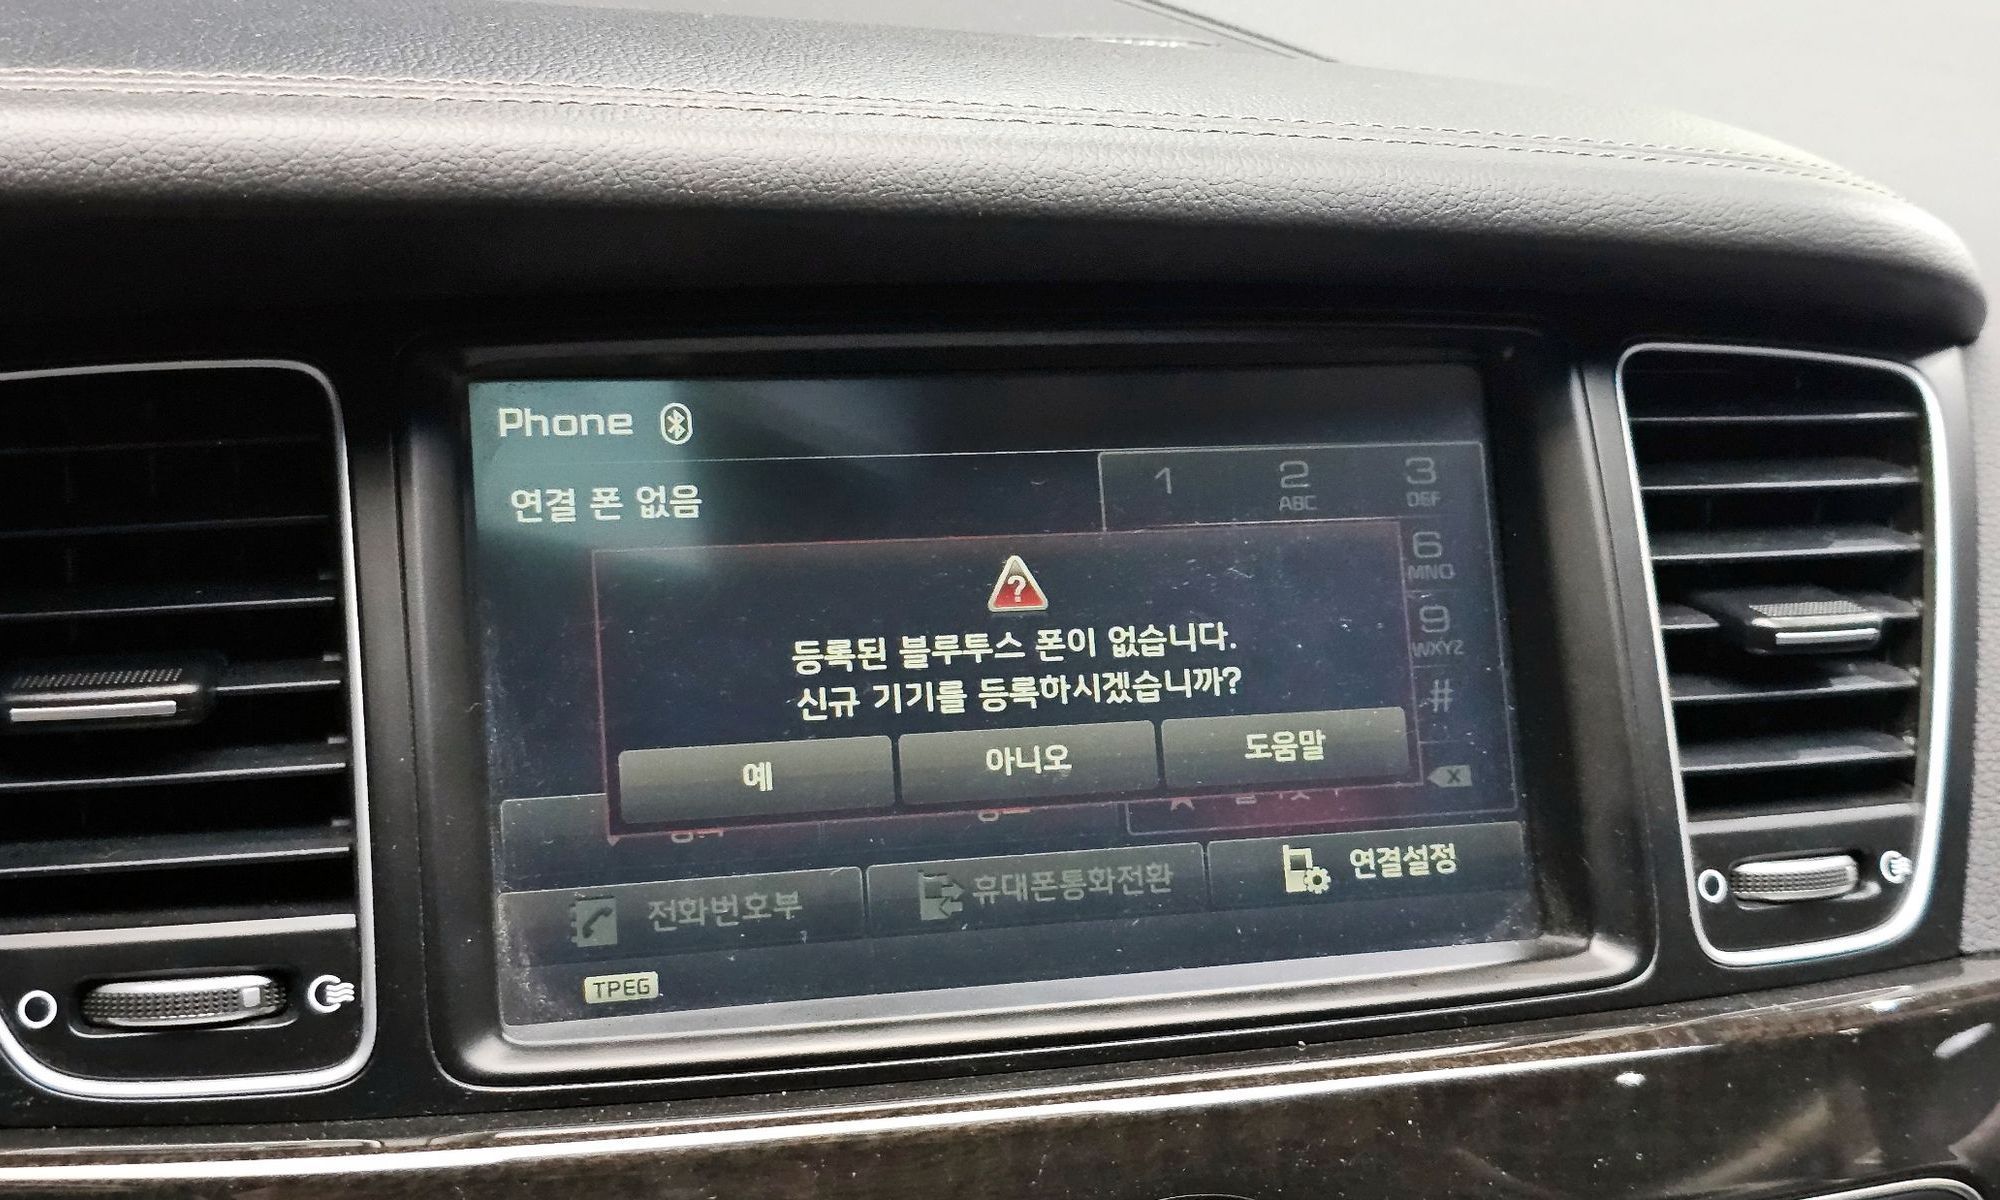 Phone
연결 폰 없음
1
2
ABC
3
DEF
6
MNO
9
WXYZ
#
?
등록된 블루투스 폰이 없습니다.
신규 기기를 등록하시겠습니까?
예
아니오
도움말
X
전화번호부
휴대폰통화전환
연결설정
TPEG